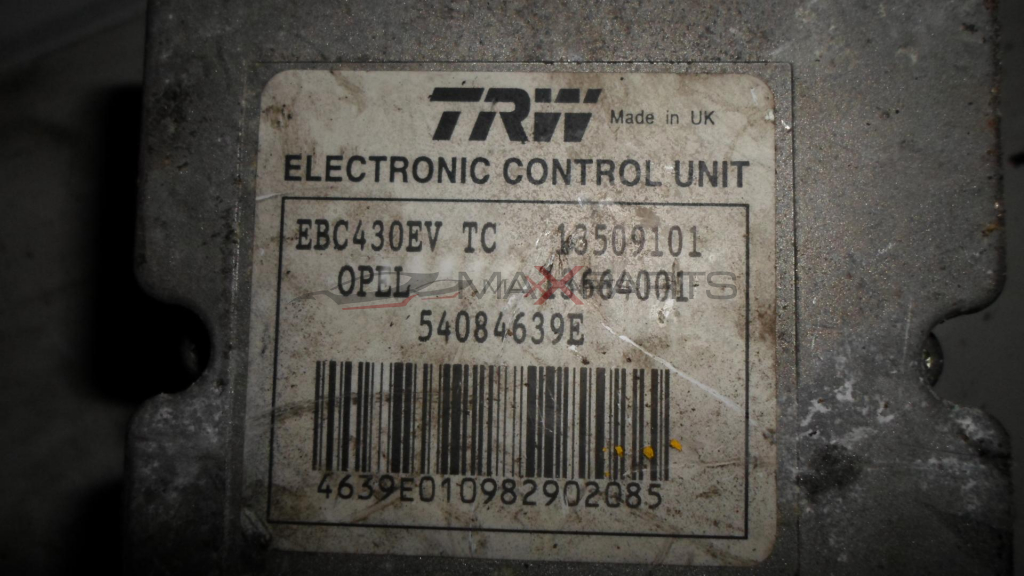 TRW Made in UK
ELECTRONIC CONTROL UNIT
EBC430EV TC 13509101
OPLL 13664001
54084639E
4639E010982902085